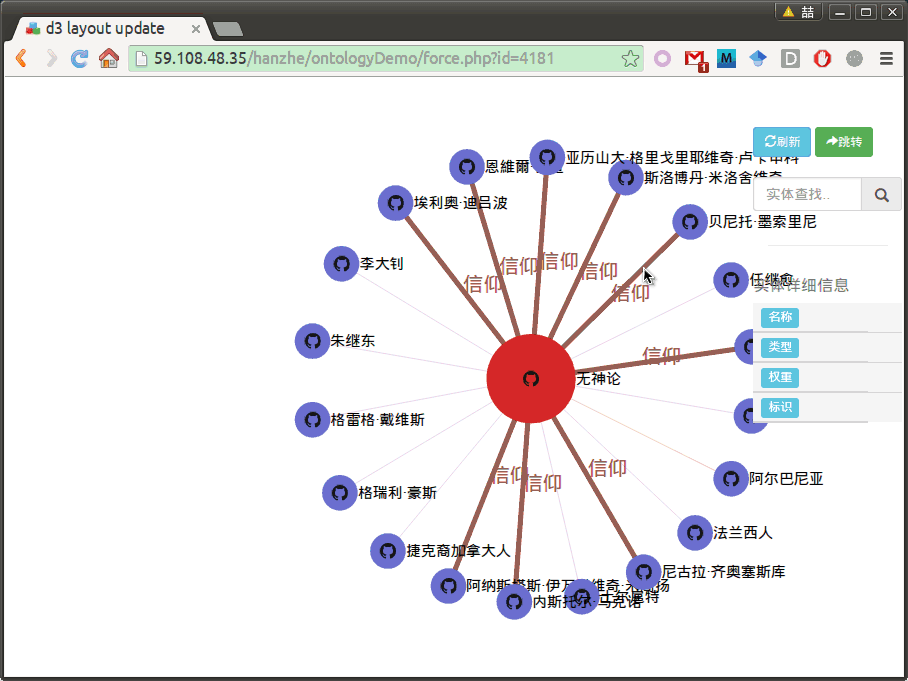 喆
d3 layout update
59.108.48.35/hanzhe/ontologyDemo/force.php?id=4181
1
M
D
刷新
跳转
亚历山大·格里戈里耶维奇·卢卡申科
恩維爾·
斯洛博丹·米洛舍维奇
实体查找..
埃利奥·迪吕波
贝尼托·墨索里尼
李大钊
信仰
信仰
信仰
信仰
信仰
任继愈
实体详细信息
名称
朱继东
类型
信仰
无神论
权重
标识
格雷格·戴维斯
信仰
信仰
信仰
阿尔巴尼亚
格瑞利·豪斯
法兰西人
捷克裔加拿大人
尼古拉·齐奥塞斯库
阿纳斯塔斯·伊万诺维奇·米高扬
内斯托尔·马克诺